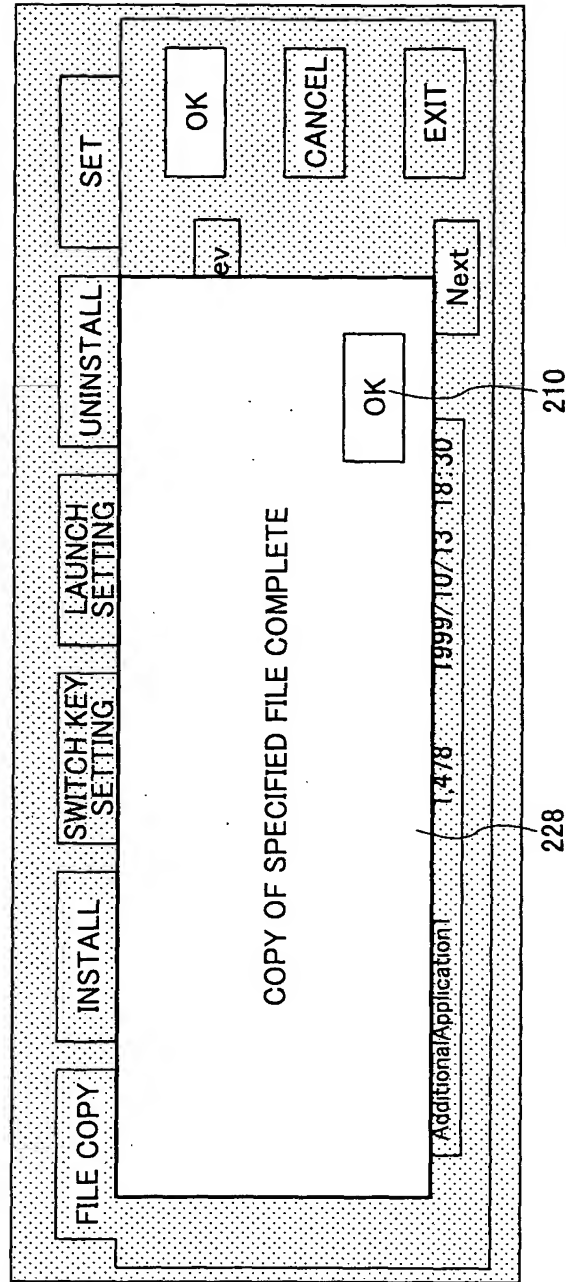 FILE COPY
INSTALL
SWITCH KEY
SETTING
LAUNCH
SETTING
UNINSTALL
SET
ev
OK
COPY OF SPECIFIED FILE COMPLETE
OK
CANCEL
AdditionalApplication1 1,478 1999/10/13 18:30
Next
EXIT
228
210